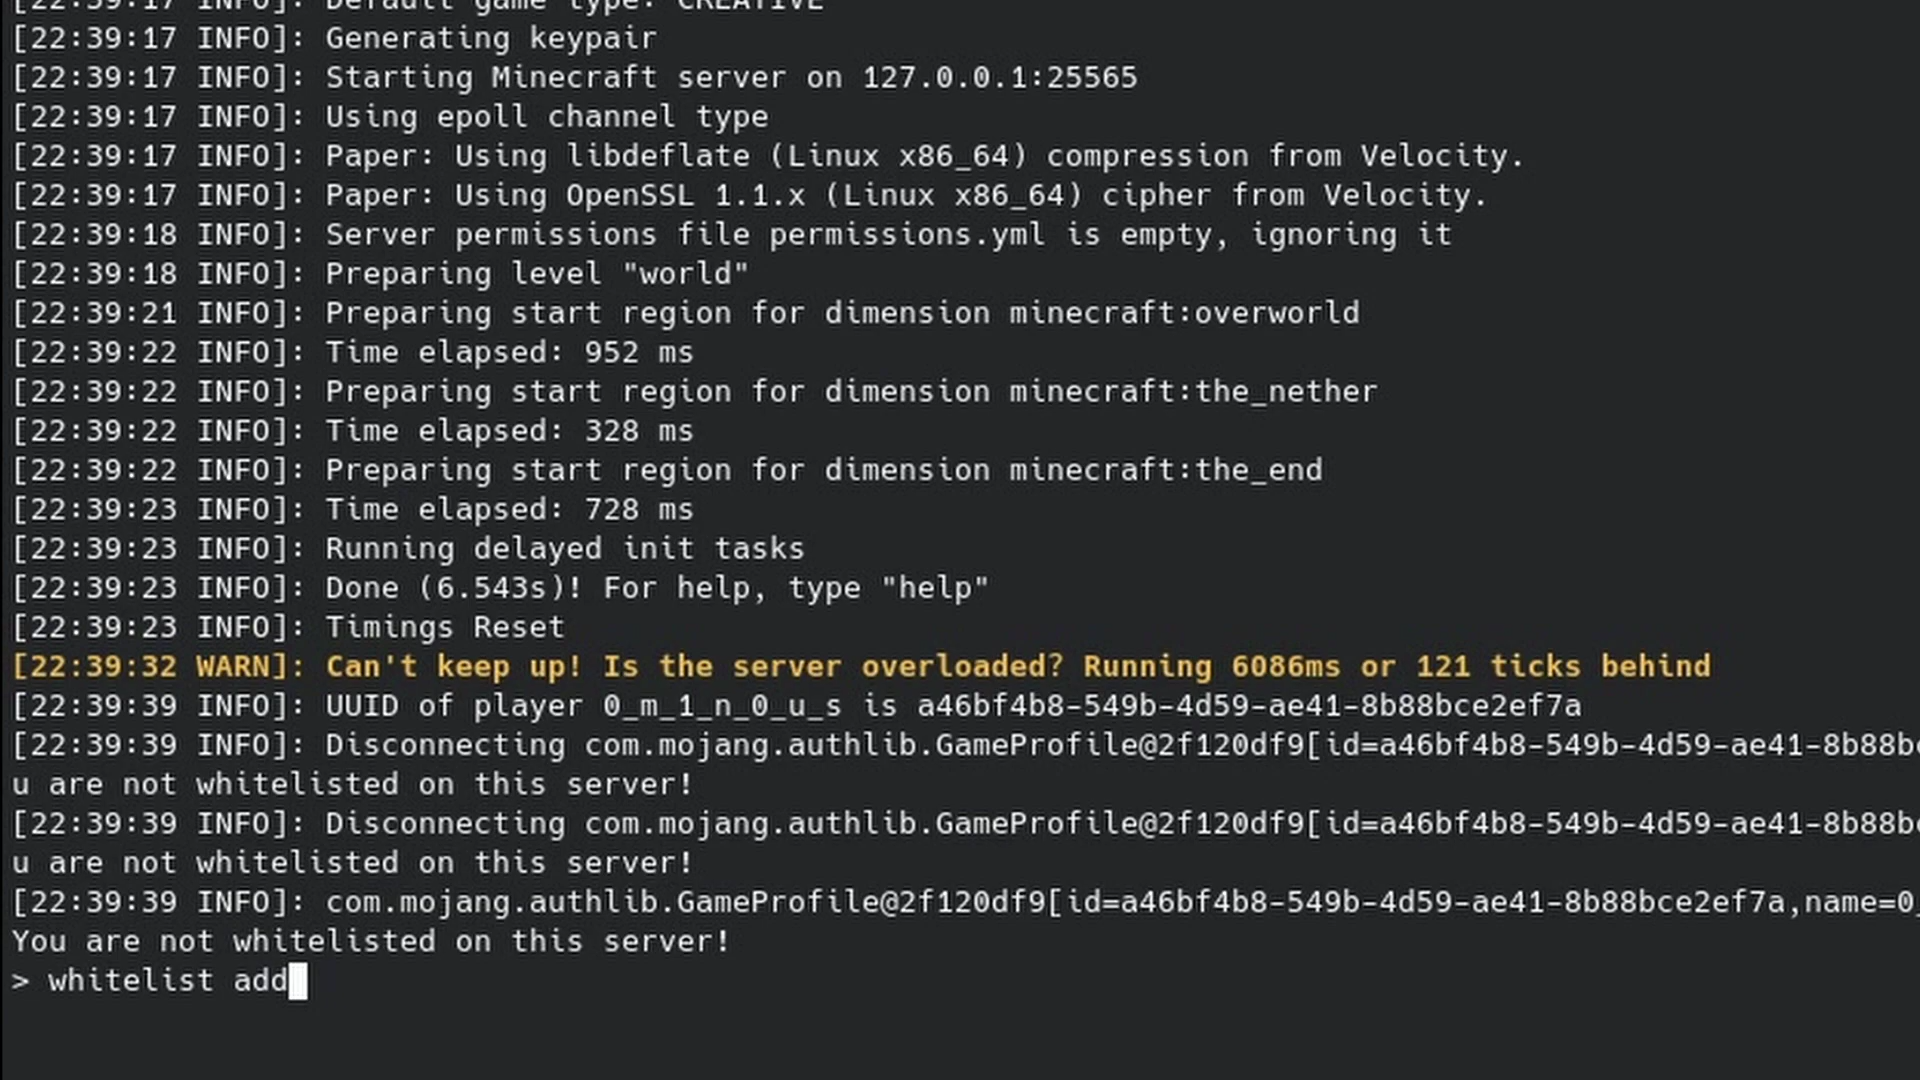 [22:39:17 INFO]: Default game type: CREATIVE
[22:39:17 INFO]: Generating keypair
[22:39:17 INFO]: Starting Minecraft server on 127.0.0.1:25565
[22:39:17 INFO]: Using epoll channel type
[22:39:17 INFO]: Paper: Using libdeflate (Linux x86_64) compression from Velocity.
[22:39:17 INFO]: Paper: Using OpenSSL 1.1.x (Linux x86_64) cipher from Velocity.
[22:39:18 INFO]: Server permissions file permissions.yml is empty, ignoring it
[22:39:18 INFO]: Preparing level "world"
[22:39:21 INFO]: Preparing start region for dimension minecraft:overworld
[22:39:22 INFO]: Time elapsed: 952 ms
[22:39:22 INFO]: Preparing start region for dimension minecraft:the_nether
[22:39:22 INFO]: Time elapsed: 328 ms
[22:39:22 INFO]: Preparing start region for dimension minecraft:the_end
[22:39:23 INFO]: Time elapsed: 728 ms
[22:39:23 INFO]: Running delayed init tasks
[22:39:23 INFO]: Done (6.543s)! For help, type "help"
[22:39:23 INFO]: Timings Reset
[22:39:32 WARN]: Can't keep up! Is the server overloaded? Running 6086ms or 121 ticks behind
[22:39:39 INFO]: UUID of player 0_m_1_n_0_u_s is a46bf4b8-549b-4d59-ae41-8b88bce2ef7a
[22:39:39 INFO]: Disconnecting com.mojang.authlib.GameProfile@2f120df9[id=a46bf4b8-549b-4d59-ae41-8b88b
u are not whitelisted on this server!
[22:39:39 INFO]: Disconnecting com.mojang.authlib.GameProfile@2f120df9[id=a46bf4b8-549b-4d59-ae41-8b88b
u are not whitelisted on this server!
[22:39:39 INFO]: com.mojang.authlib.GameProfile@2f120df9[id=a46bf4b8-549b-4d59-ae41-8b88bce2ef7a,name=0_
You are not whitelisted on this server!
> whitelist add